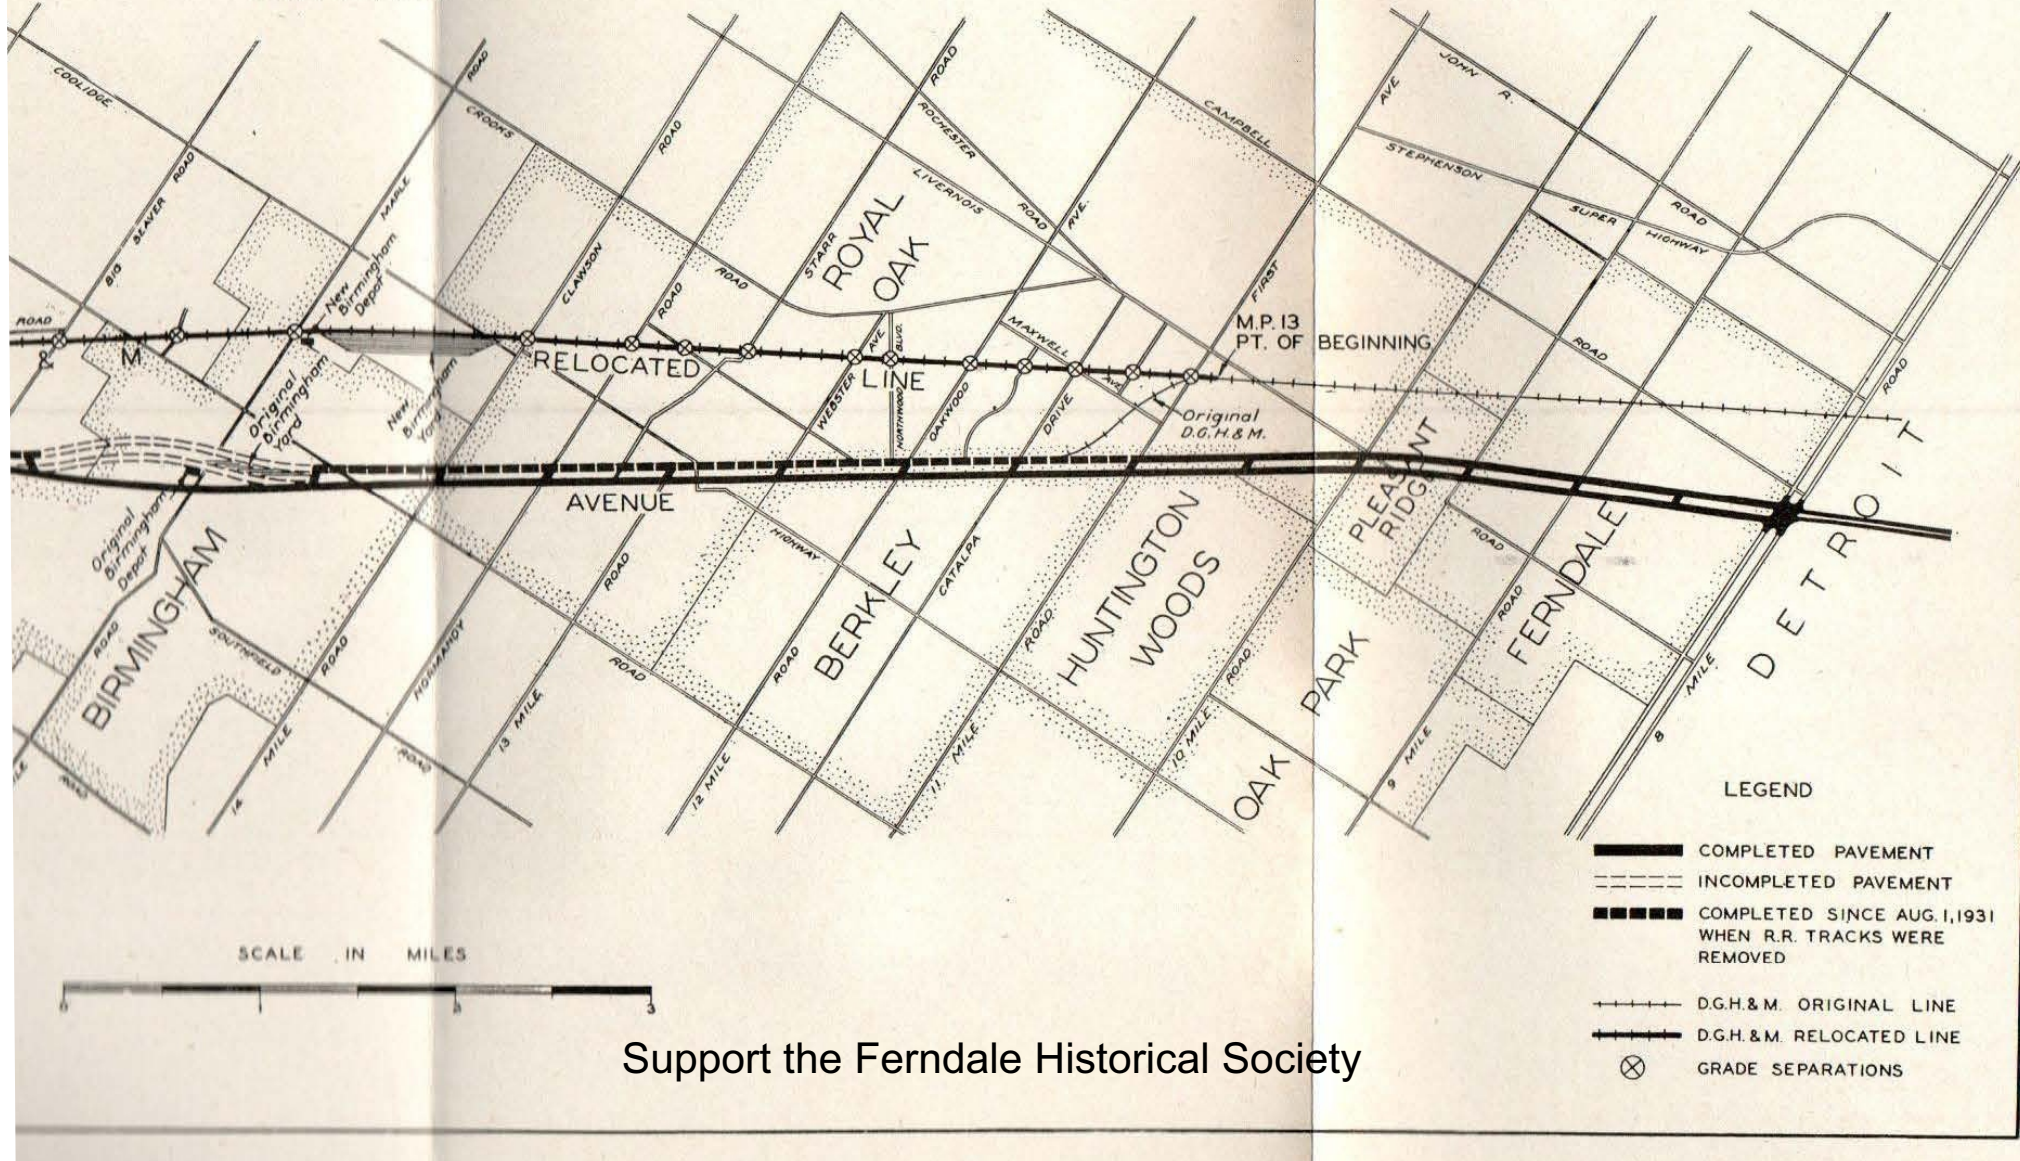 COOLIDGE
ROAD
BIG BEAVER ROAD
MAPLE ROAD
CROOKS ROAD
CLAWSON ROAD
STARR ROAD
ROCHESTER ROAD
LIVERNOIS
CAMPBELL
AVE
JOHN R.
ROAD
STEPHENSON
SUPER HIGHWAY
ROYAL
OAK
AVE.
FIRST
ROAD
ROAD
ROAD
&
M
New
Birmingham
Depot
New
Birmingham
Yard
Original
Birmingham
Yard
RELOCATED
LINE
WEBSTER AVE
NORTHWOOD BLVD.
OAKWOOD
MAXWELL AVE
DRIVE
M.P. 13
PT. OF BEGINNING
Original
D.G.H.& M.
AVENUE
Original
Birmingham
Depot
BIRMINGHAM
ROAD
SOUTHFIELD
ROAD
ROAD
ROAD
HIGHWAY
BERKLEY
CATALPA
HUNTINGTON
WOODS
PLEASANT
RIDGE
FERNDALE
ROAD
OAK PARK
DETROIT
14 MILE ROAD
NORMANDY
13 MILE ROAD
12 MILE ROAD
11 MILE ROAD
10 MILE ROAD
9 MILE ROAD
8 MILE ROAD
LEGEND
COMPLETED PAVEMENT
INCOMPLETED PAVEMENT
COMPLETED SINCE AUG. 1, 1931
WHEN R.R. TRACKS WERE
REMOVED
D.G.H.& M. ORIGINAL LINE
D.G.H.& M. RELOCATED LINE
GRADE SEPARATIONS
SCALE IN MILES
0 1 2 3
Support the Ferndale Historical Society